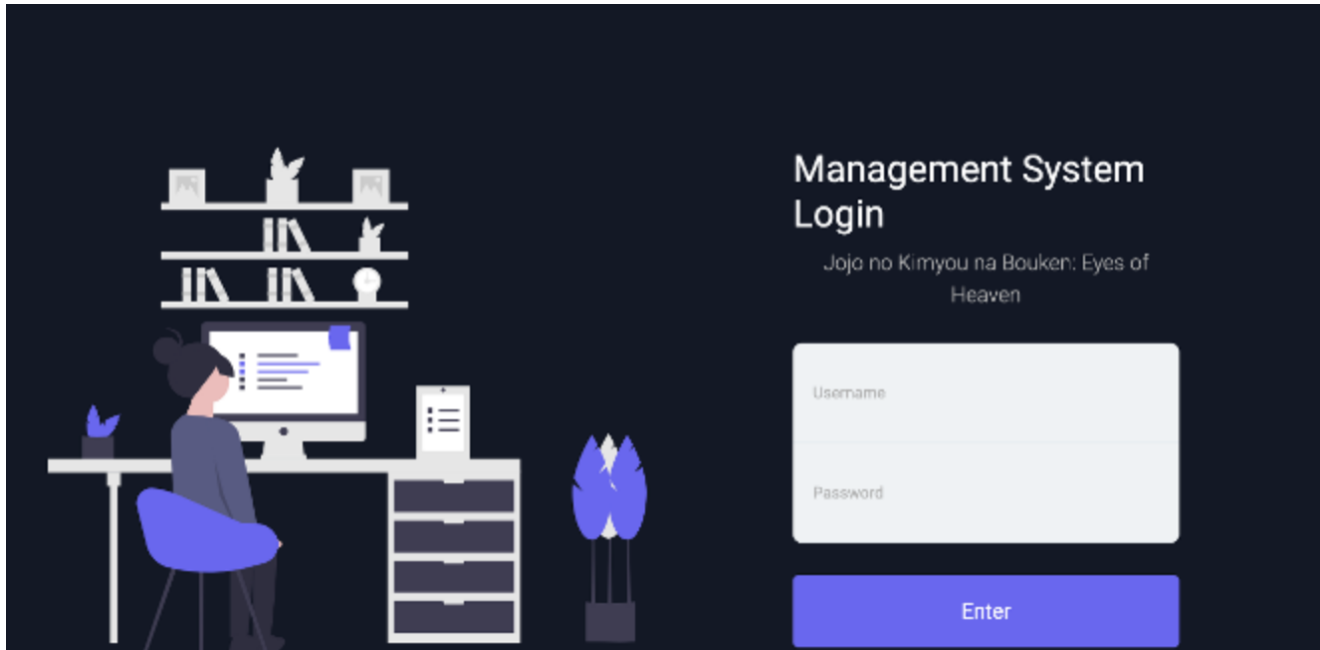 Management System
Login
Jojo no Kimyou na Bouken: Eyes of
Heaven
Username
Password
Enter